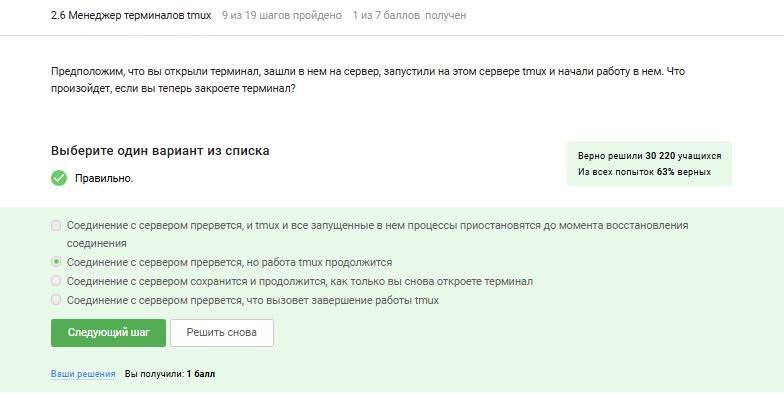 2.6 Менеджер терминалов tmux 9 из 19 шагов пройдено 1 из 7 баллов получен
Предположим, что вы открыли терминал, зашли в нем на сервер, запустили на этом сервере tmux и начали работу в нем. Что
произойдет, если вы теперь закроете терминал?
Выберите один вариант из списка
Верно решили 30 220 учащихся
Из всех попыток 63% верных
Правильно.
Соединение с сервером прервется, и tmux и все запущенные в нем процессы приостановятся до момента восстановления
соединения
Соединение с сервером прервется, но работа tmux продолжится
Соединение с сервером сохранится и продолжится, как только вы снова откроете терминал
Соединение с сервером прервется, что вызовет завершение работы tmux
Следующий шаг Решить снова
Ваши решения Вы получили: 1 балл